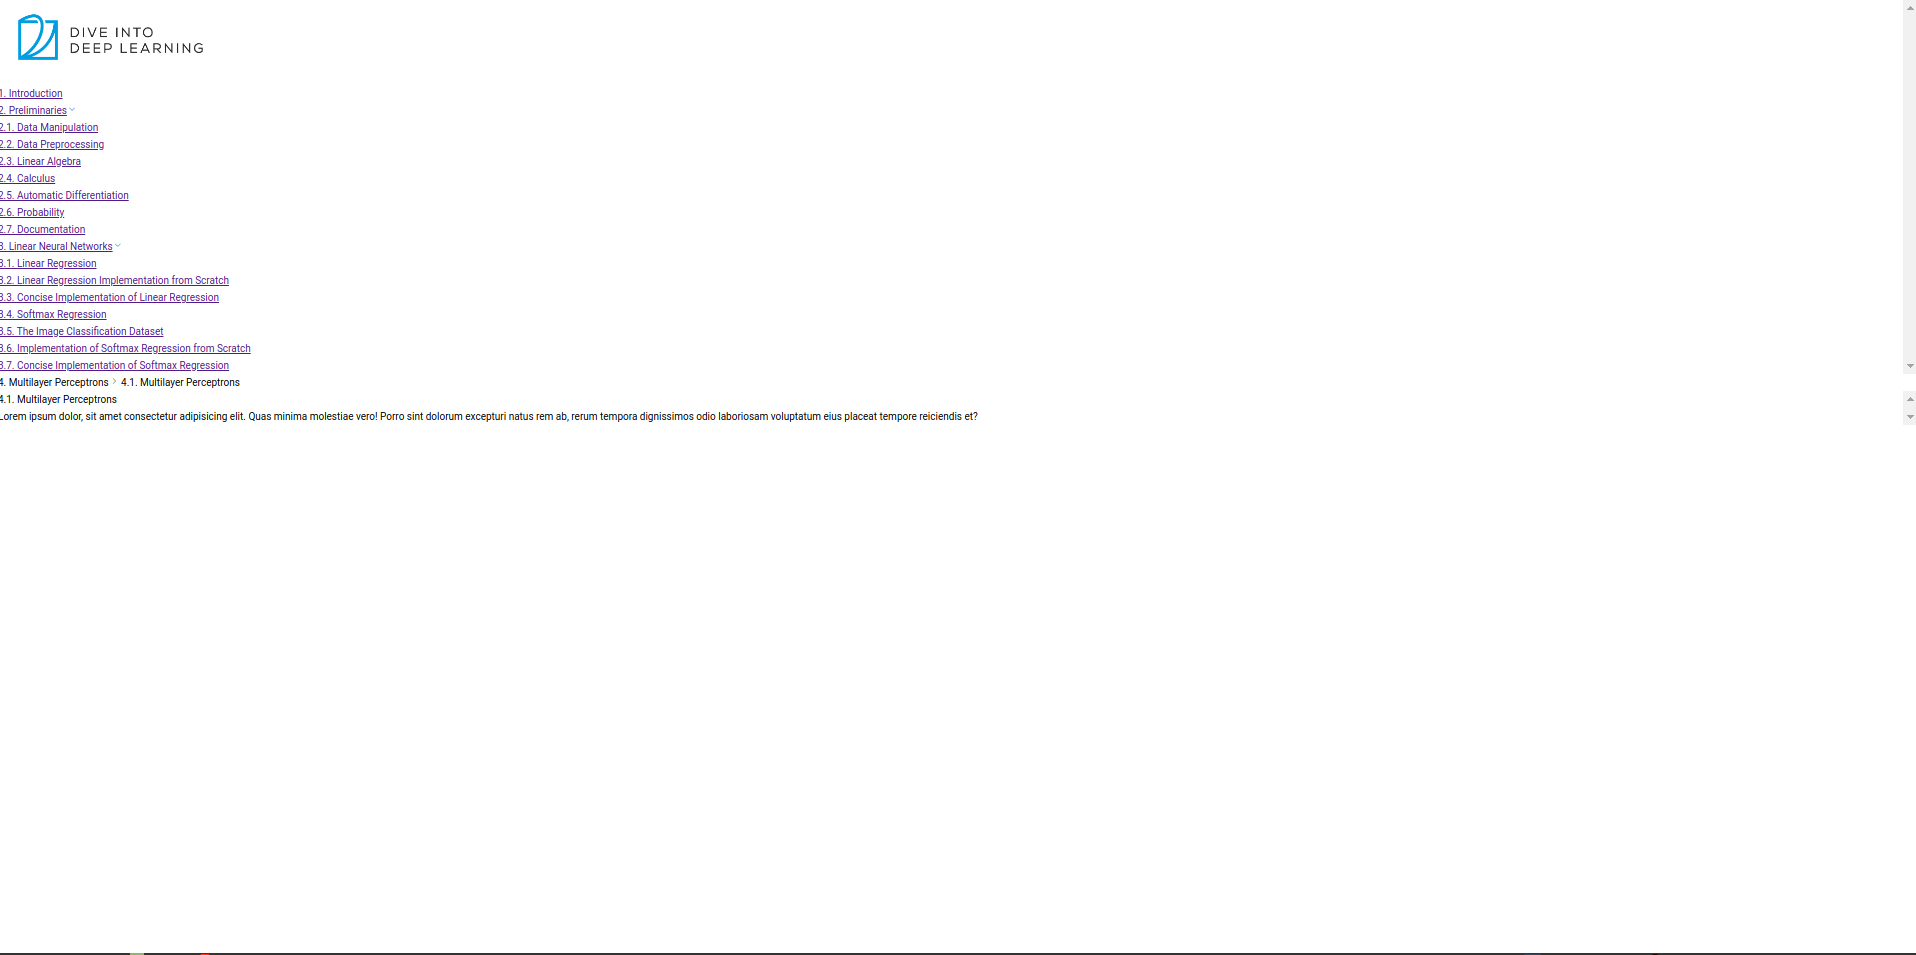 DIVE INTO
DEEP LEARNING
1. Introduction
2. Preliminaries
2.1. Data Manipulation
2.2. Data Preprocessing
2.3. Linear Algebra
2.4. Calculus
2.5. Automatic Differentiation
2.6. Probability
2.7. Documentation
3. Linear Neural Networks
3.1. Linear Regression
3.2. Linear Regression Implementation from Scratch
3.3. Concise Implementation of Linear Regression
3.4. Softmax Regression
3.5. The Image Classification Dataset
3.6. Implementation of Softmax Regression from Scratch
3.7. Concise Implementation of Softmax Regression
4. Multilayer Perceptrons > 4.1. Multilayer Perceptrons
4.1. Multilayer Perceptrons
Lorem ipsum dolor, sit amet consectetur adipisicing elit. Quas minima molestiae vero! Porro sint dolorum excepturi natus rem ab, rerum tempora dignissimos odio laboriosam voluptatum eius placeat tempore reiciendis et?